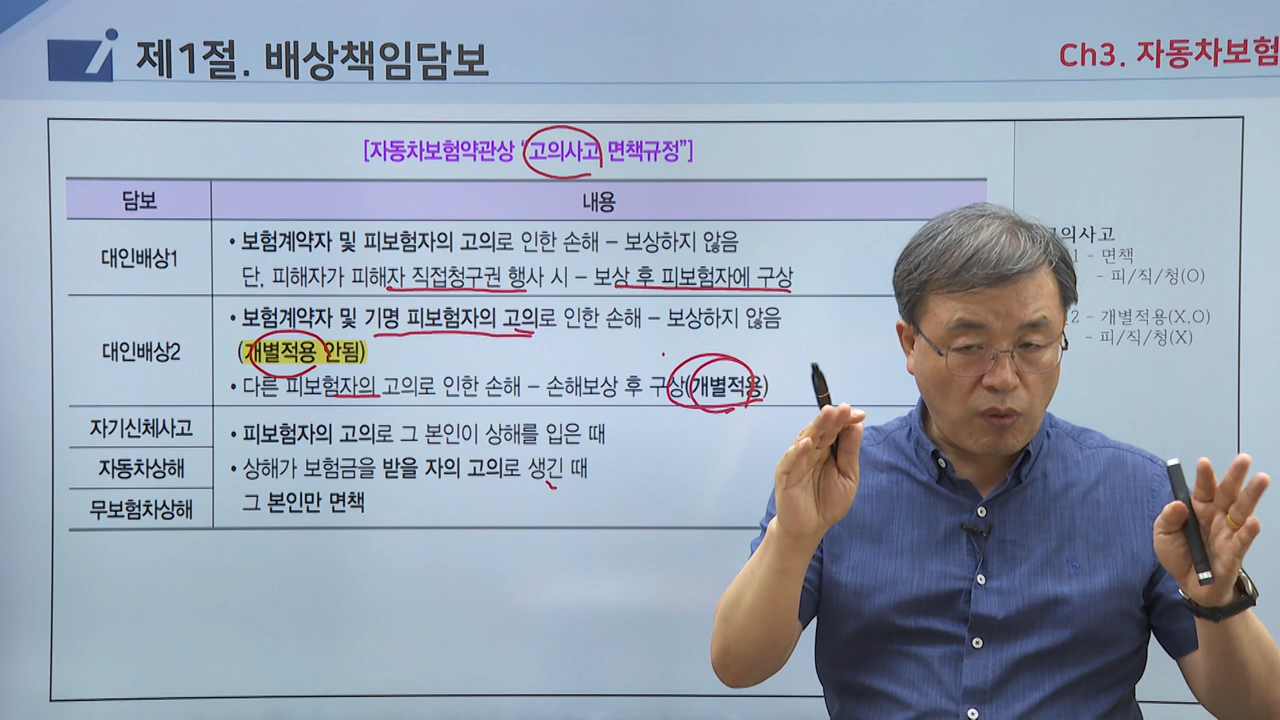 제1절. 배상책임담보
Ch3. 자동차보험
[자동차보험약관상 "고의사고 면책규정"]
담보
내용
대인배상1
• 보험계약자 및 피보험자의 고의로 인한 손해 – 보상하지 않음
단, 피해자가 피해자 직접청구권 행사 시 – 보상 후 피보험자에 구상
대인배상2
• 보험계약자 및 기명 피보험자의 고의로 인한 손해 – 보상하지 않음
(개별적용 안됨)
• 다른 피보험자의 고의로 인한 손해 – 손해보상 후 구상(개별적용)
자기신체사고
자동차상해
무보험차상해
• 피보험자의 고의로 그 본인이 상해를 입은 때
• 상해가 보험금을 받을 자의 고의로 생긴 때
그 본인만 면책
고의사고
1 - 면책
- 피/직/청(O)
2 - 개별적용(X,O)
- 피/직/청(X)